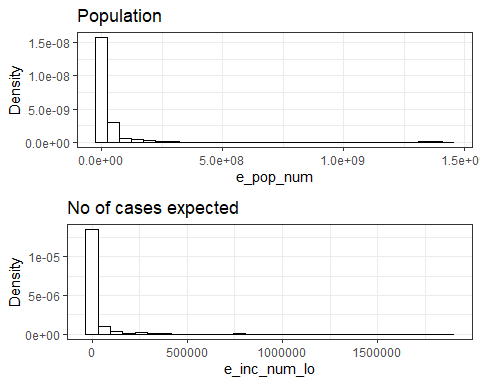 Population
1.5e-08
1.0e-08
5.0e-09
0.0e+00
Density
0.0e+00 5.0e+08 1.0e+09 1.5e+0
e_pop_num
No of cases expected
1e-05
5e-06
0e+00
Density
0 500000 1000000 1500000
e_inc_num_lo